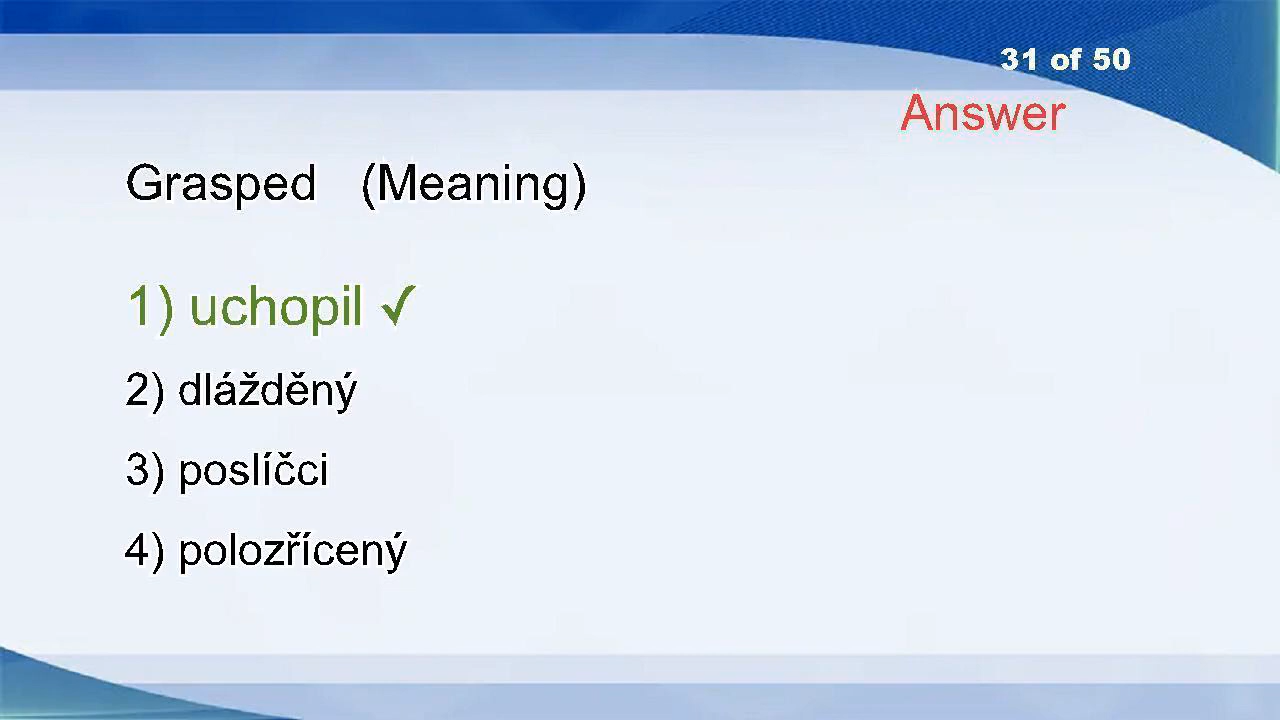 31 of 50
Answer
Grasped (Meaning)
1) uchopil ✓
2) dlážděný
3) poslíčci
4) polozřícený